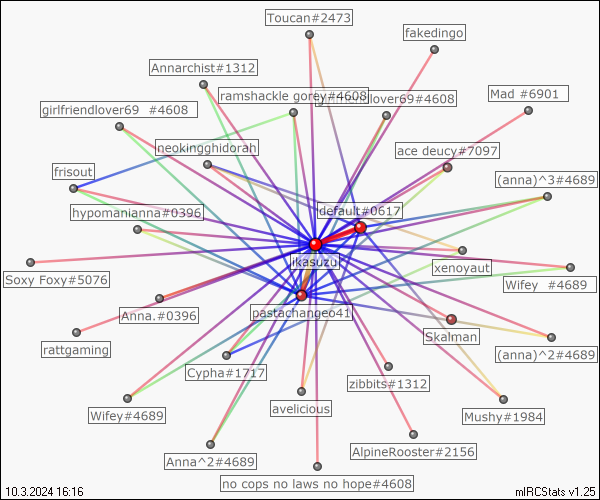 Toucan#2473
fakedingo
Annarchist#1312
ramshackle gorey#4608
lover69#4608
Mad #6901
girlfriendlover69 #4608
ineokingghidorah
ace deucy#7097
frisout
(anna)^3#4689
hypomanianna#0396
default#0617
ikasuzu
xenoyaut
Soxy Foxy#5076
Wifey #4689
Anna.#0396
pastachangeo41
Skalman
rattgaming
(anna)^2#4689
Cypha#1717
zibbits#1312
avelicious
Wifey#4689
Mushy#1984
AlpineRooster#2156
Anna^2#4689
no cops no laws no hope#4608
10.3.2024 16:16
mIRCStats v1.25